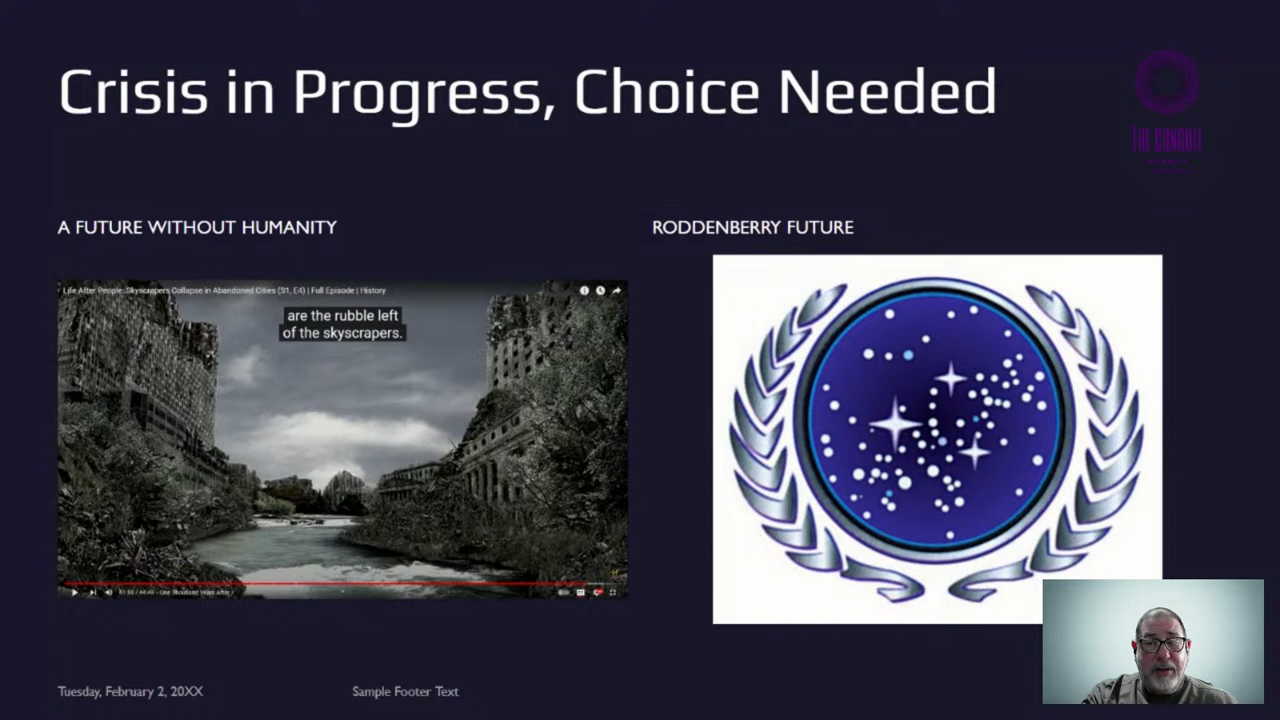 Crisis in Progress, Choice Needed
THE CONDUIT
A FUTURE WITHOUT HUMANITY
RODDENBERRY FUTURE
Life After People: Skyscrapers Collapse in Abandoned Cities (S1, E4) | Full Episode | History
are the rubble left
of the skyscrapers.
Tuesday, February 2, 20XX
Sample Footer Text